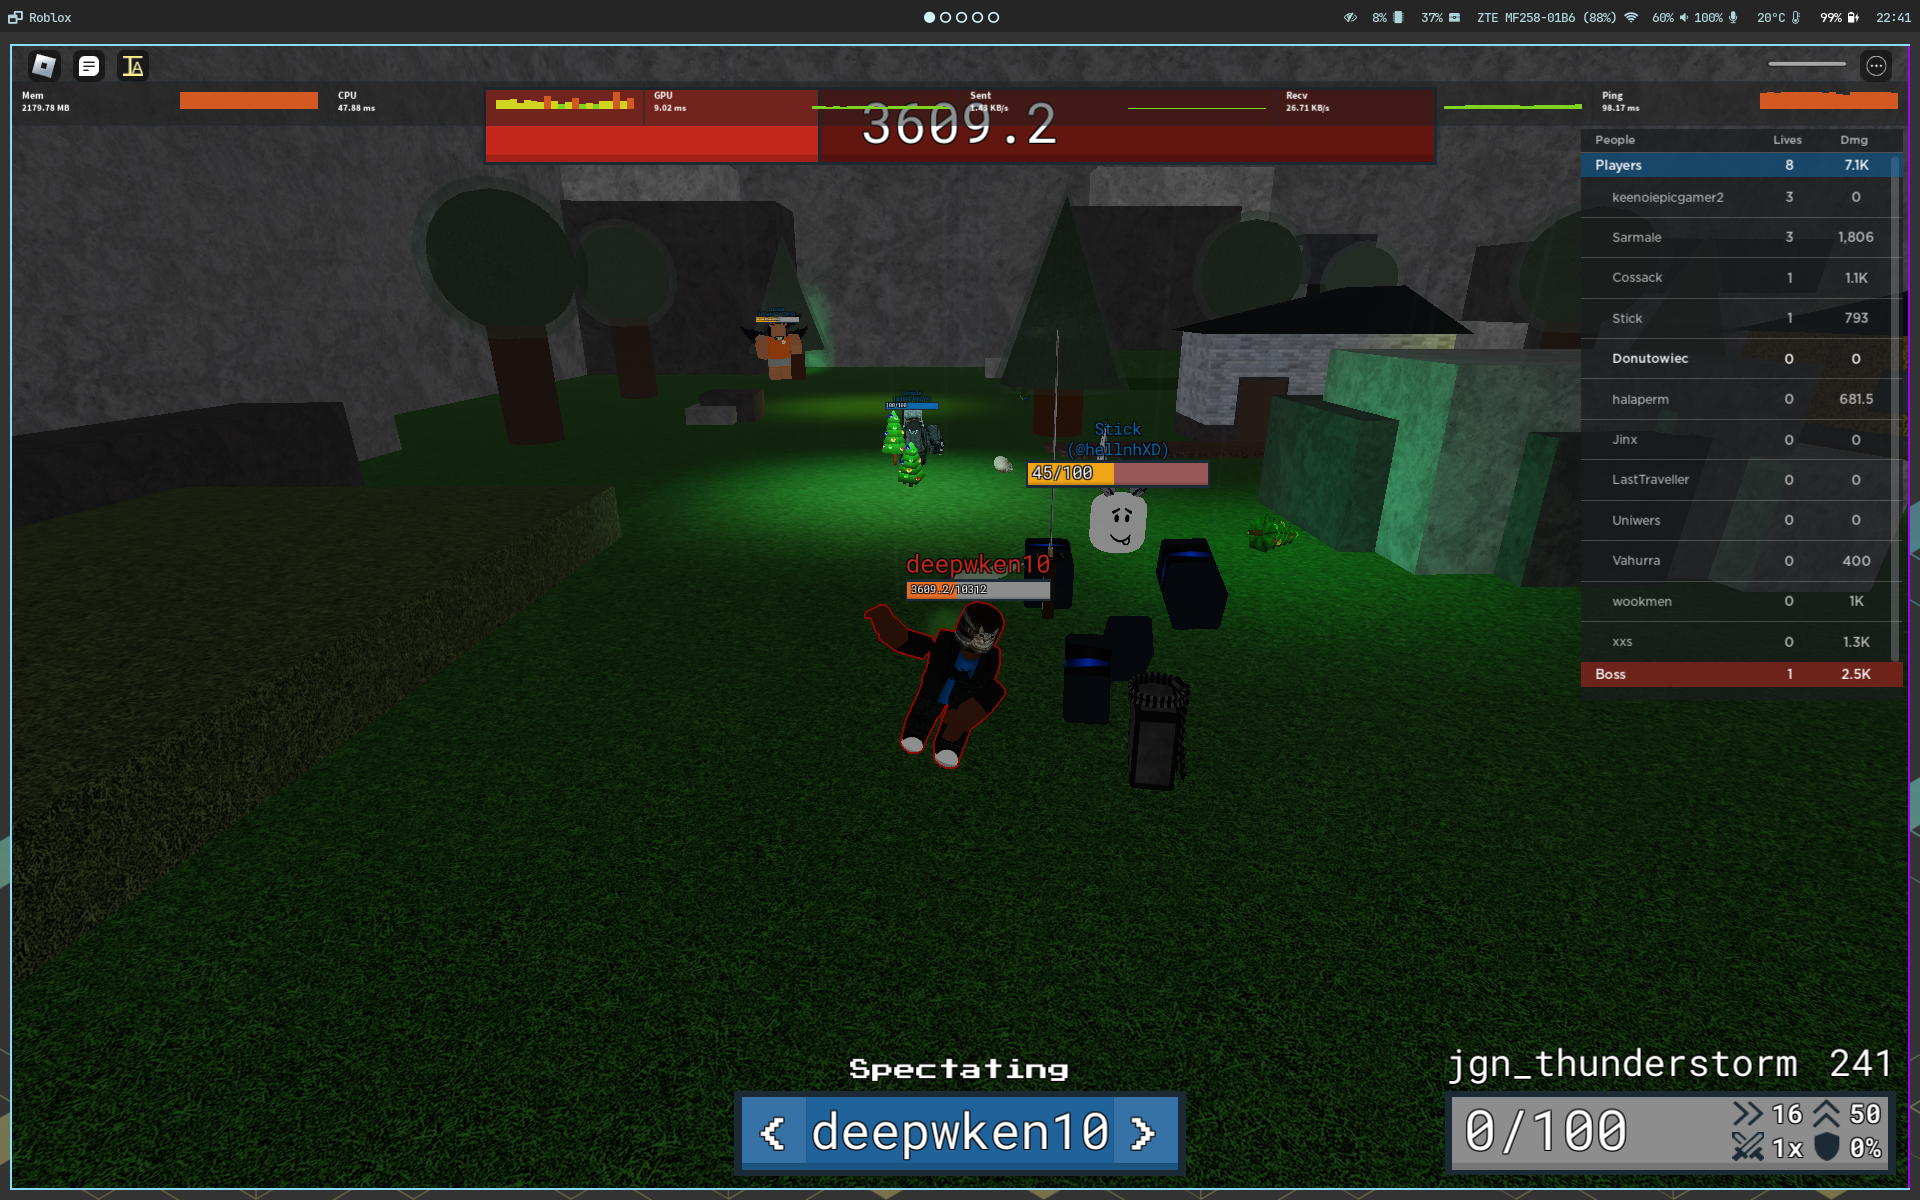 Roblox
8%
37%
ZTE MF258-01B6 (88%)
60%
100%
20°C
99%
22:41
Mem
2179.78 MB
CPU
47.88 ms
GPU
9.02 ms
Sent
1.43 KB/s
Recv
26.71 KB/s
Ping
98.17 ms
3609.2
People Lives Dmg
Players 8 7.1K
keenoiepicgamer2 3 0
Sarmale 3 1,806
Cossack 1 1.1K
Stick 1 793
Donutowiec 0 0
halaperm 0 681.5
Jinx 0 0
LastTraveller 0 0
Uniwers 0 0
Vahurra 0 400
wookmen 0 1K
xxs 0 1.3K
Boss 1 2.5K
100/100
Stick
(@hellnhXD)
45/100
deepwken10
3609.2/10312
Spectating
deepwken10
jgn_thunderstorm 241
0/100
16
50
1x
0%